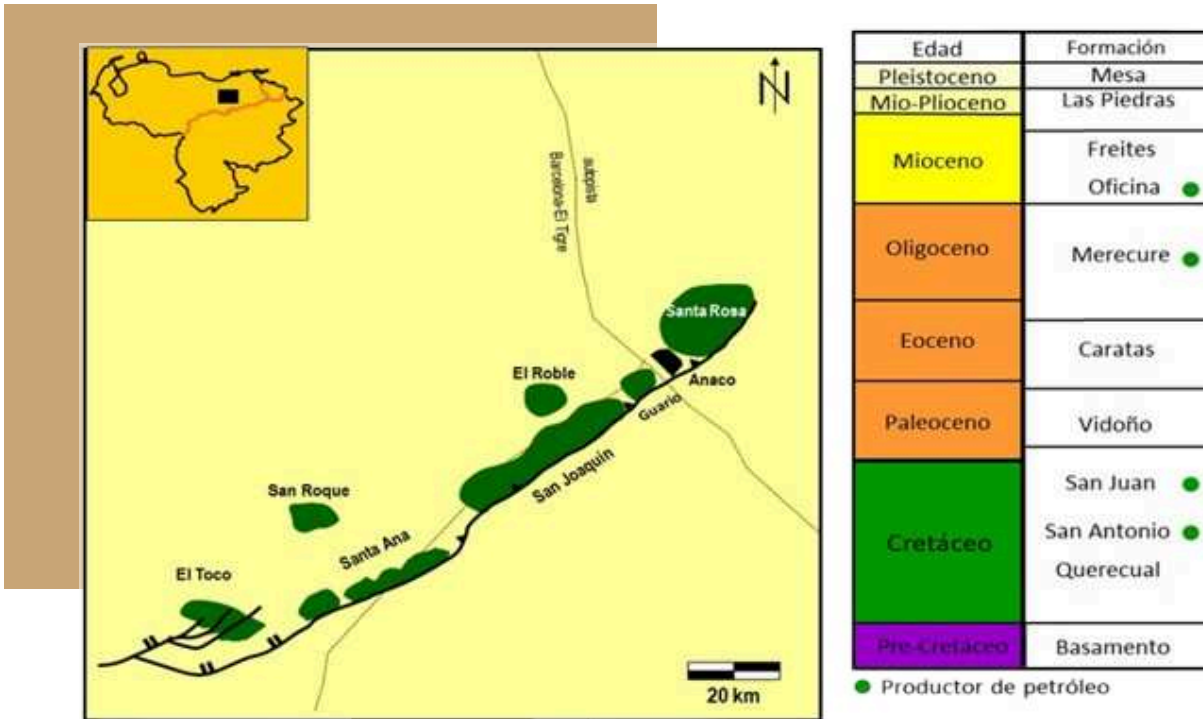 N
autopista
Barcelona-El Tigre
Santa Rosa
El Roble
Anaco
Guario
San Joaquín
San Roque
Santa Ana
El Toco
20 km
Edad Formación
Pleistoceno Mesa
Mio-Plioceno Las Piedras
Mioceno Freites
Oficina
Oligoceno Merecure
Eoceno Caratas
Paleoceno Vidoño
San Juan
Cretáceo San Antonio
Querecual
Pre-Cretáceo Basamento
Productor de petróleo